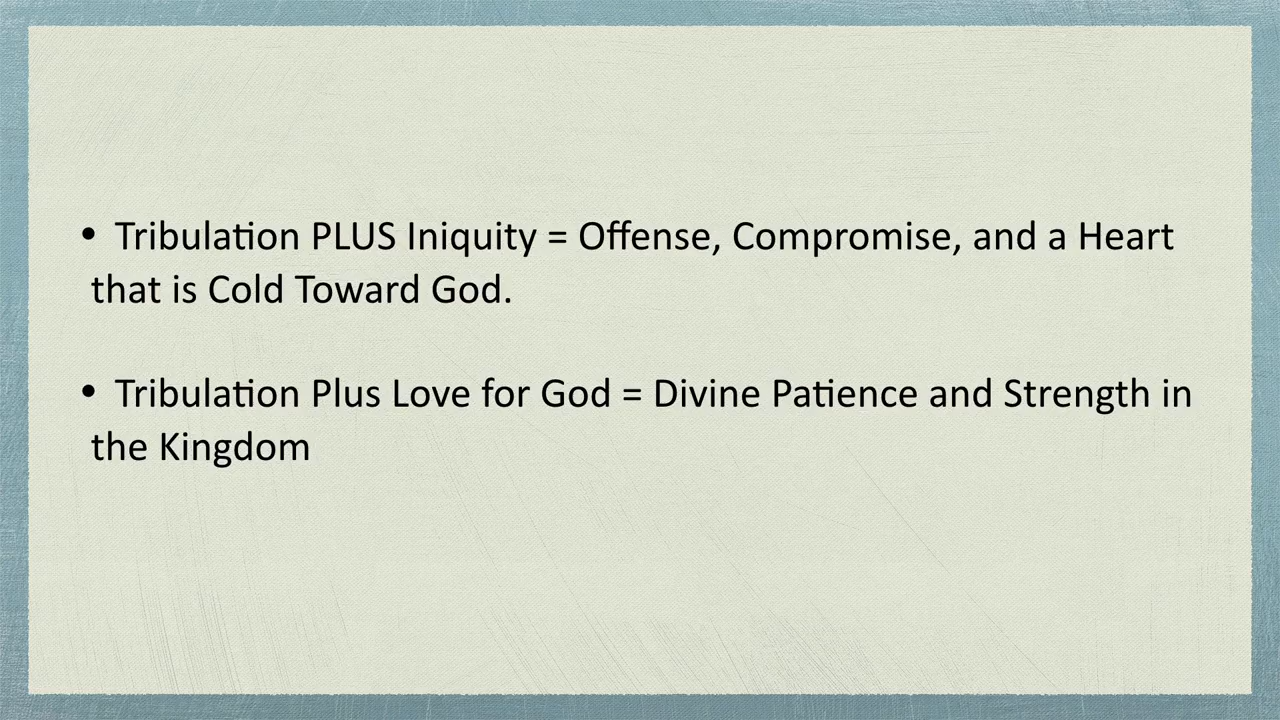 • Tribulation PLUS Iniquity = Offense, Compromise, and a Heart
that is Cold Toward God.
• Tribulation Plus Love for God = Divine Patience and Strength in
the Kingdom